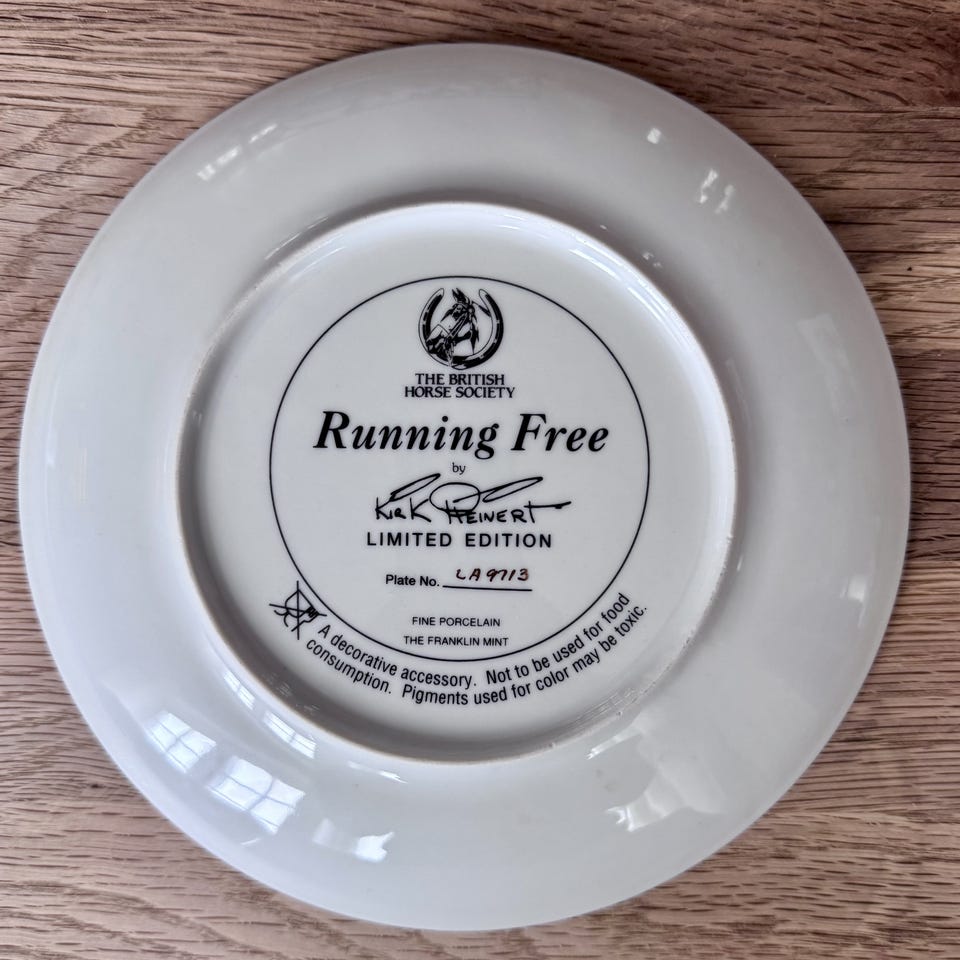 THE BRITISH
HORSE SOCIETY
Running Free
by
Kirk Reinert
LIMITED EDITION
Plate No. LA9713
FINE PORCELAIN
THE FRANKLIN MINT
A decorative accessory. Not to be used for food
consumption. Pigments used for color may be toxic.